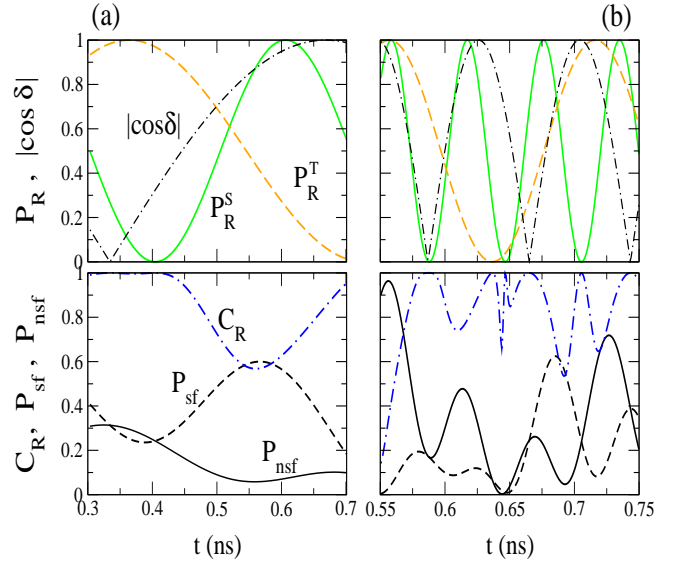 (a) (b)
P_R , |cos δ|
1
0.8
0.6
0.4
0.2
0
|cosδ|
P_R^S
P_R^T
C_R, P_sf, P_nsf
1
0.8
0.6
0.4
0.2
0
C_R
P_sf
P_nsf
0.3 0.4 0.5 0.6 0.7
0.55 0.6 0.65 0.7 0.75
t (ns) t (ns)